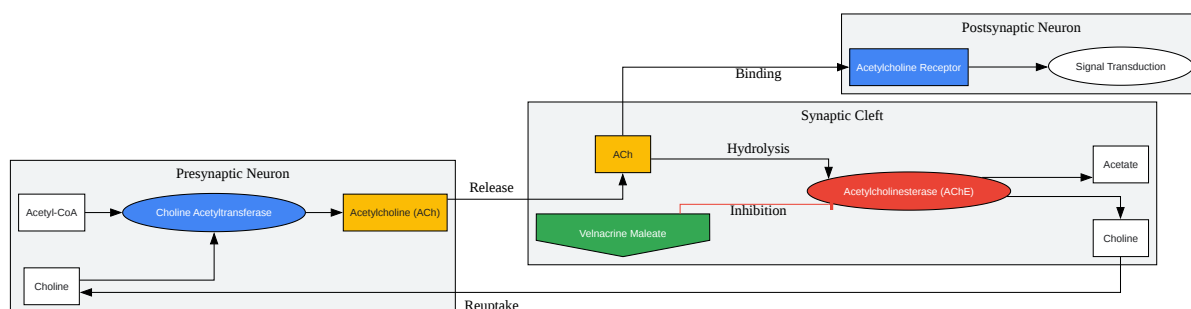 Postsynaptic Neuron
Acetylcholine Receptor
Signal Transduction
Binding
Synaptic Cleft
ACh
Hydrolysis
Acetate
Acetylcholinesterase (AChE)
Presynaptic Neuron
Release
Acetyl-CoA
Choline Acetyltransferase
Acetylcholine (ACh)
Inhibition
Velnacrine Maleate
Choline
Choline
Reuptake